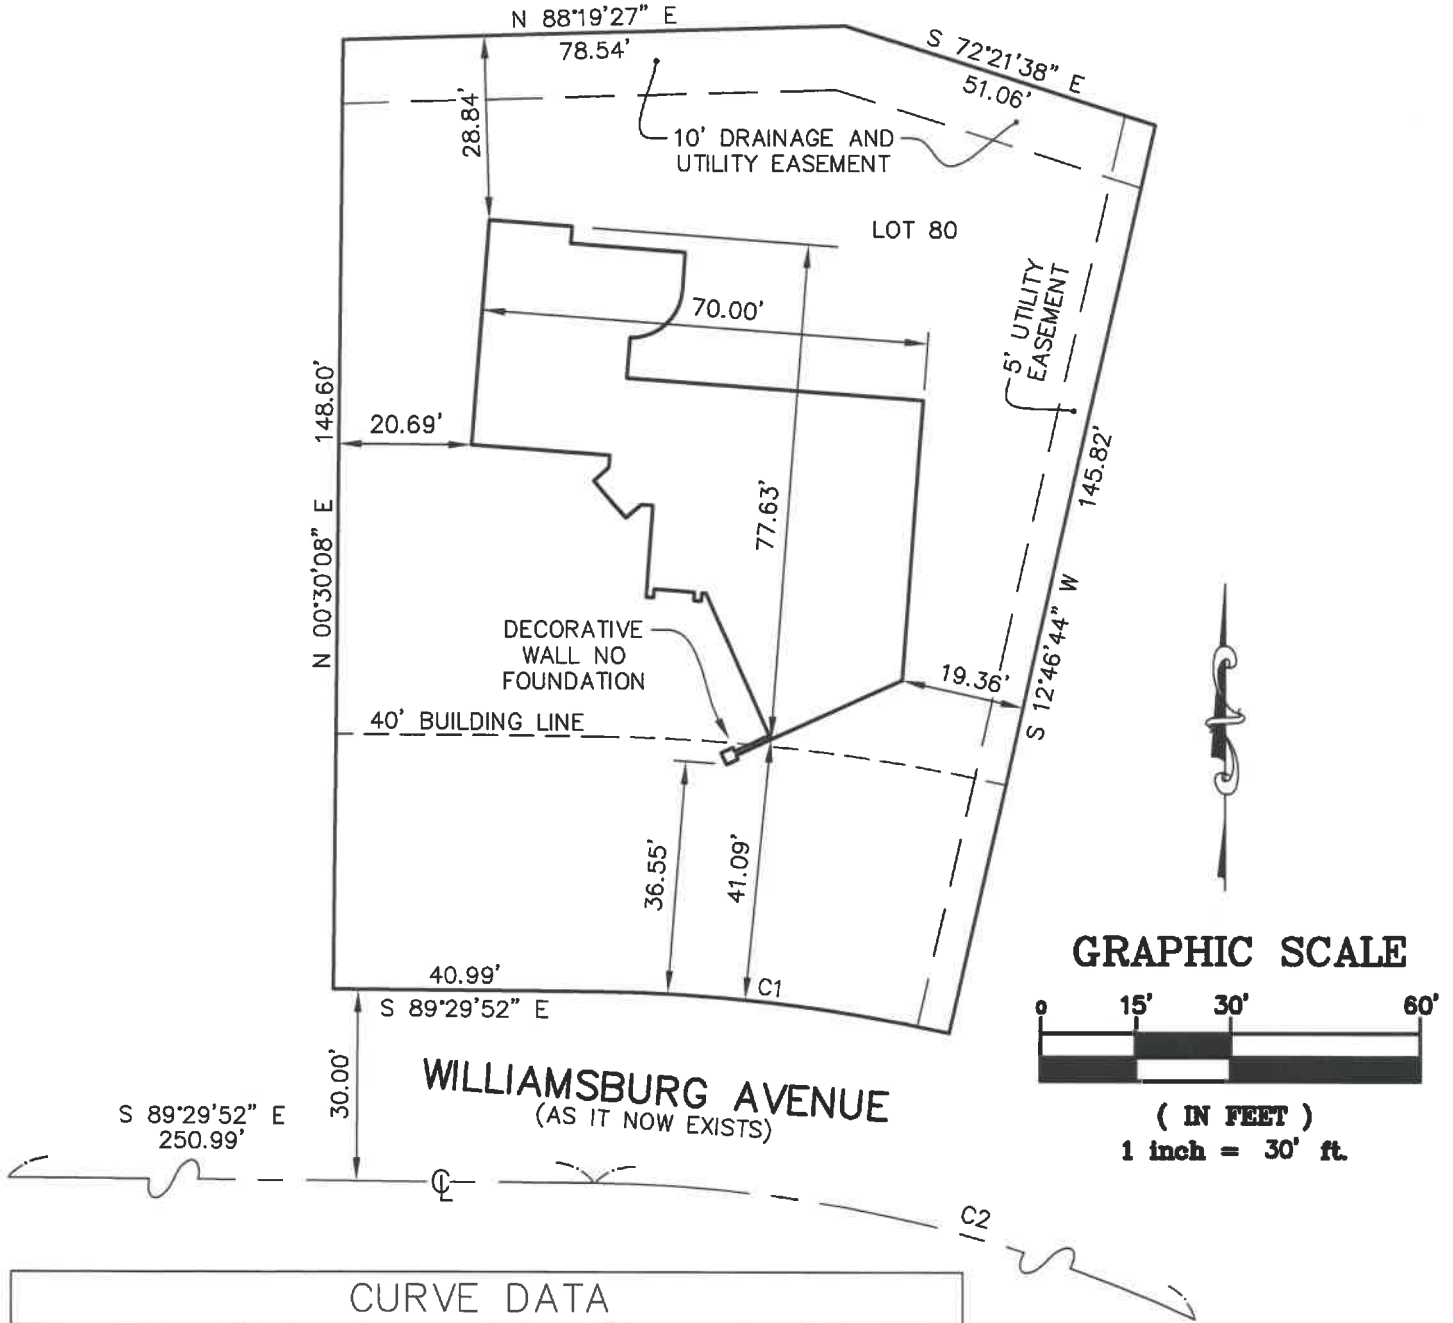 N 88°19'27" E
78.54'
S 72°21'38" E
51.06'
28.84'
10' DRAINAGE AND
UTILITY EASEMENT
LOT 80
5' UTILITY
EASEMENT
70.00'
N 00°30'08" E 148.60'
20.69'
77.63'
145.82'
S 12°46'44" W
DECORATIVE
WALL NO
FOUNDATION
19.36'
40' BUILDING LINE
36.55'
41.09'
40.99'
C1
S 89°29'52" E
30.00'
WILLIAMSBURG AVENUE
(AS IT NOW EXISTS)
S 89°29'52" E
250.99'
℄
C2
GRAPHIC SCALE
0 15' 30' 60'
( IN FEET )
1 inch = 30' ft.
CURVE DATA